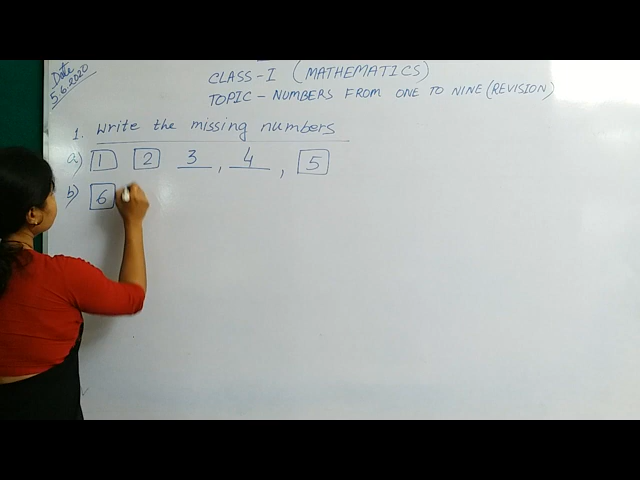 Date
5.6.2020
CLASS-I (MATHEMATICS)
TOPIC - NUMBERS FROM ONE TO NINE (REVISION)
1. Write the missing numbers
a) 1 2 3, 4, 5
b) 6